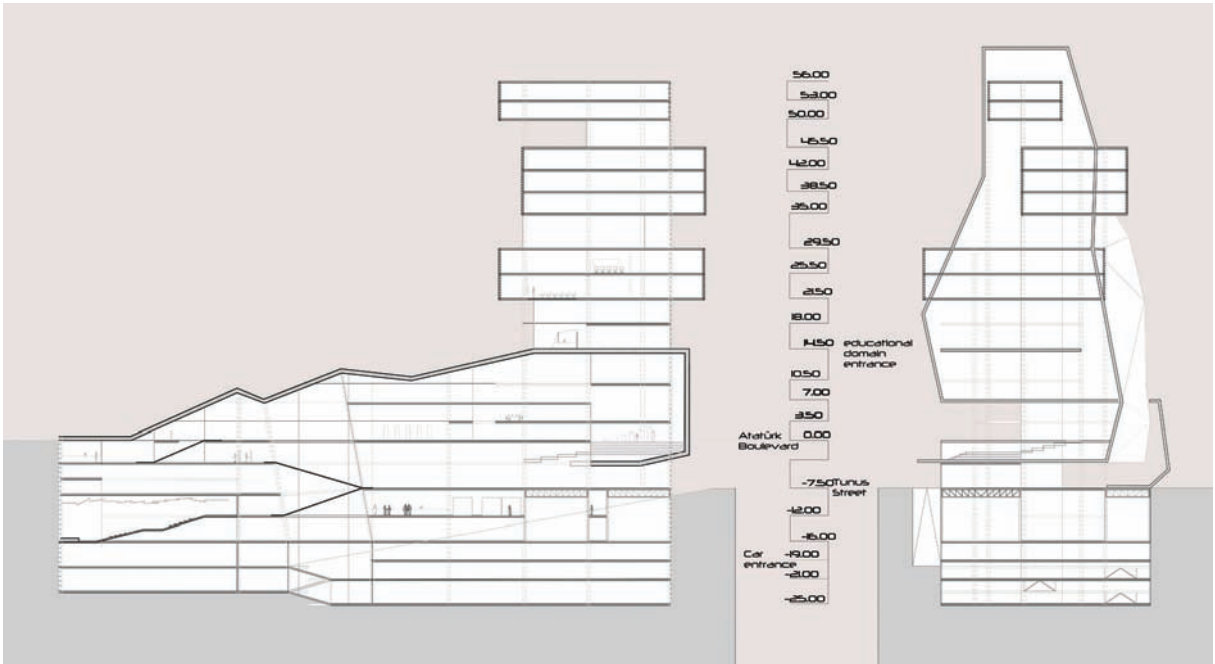 56.00
53.00
50.00
45.50
42.00
38.50
35.00
29.50
25.50
21.50
18.00
14.50 educational
domain
entrance
10.50
7.00
3.50
Atatürk
Boulevard
0.00
-7.50 Tunus
Street
-12.00
-16.00
Car
entrance
-19.00
-21.00
-25.00